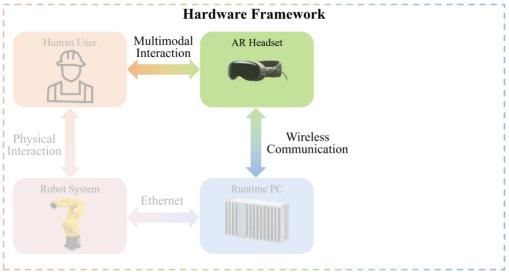 Hardware Framework
Human User
Multimodal
Interaction
AR Headset
Physical
Interaction
Wireless
Communication
Robot System
Ethernet
Runtime PC